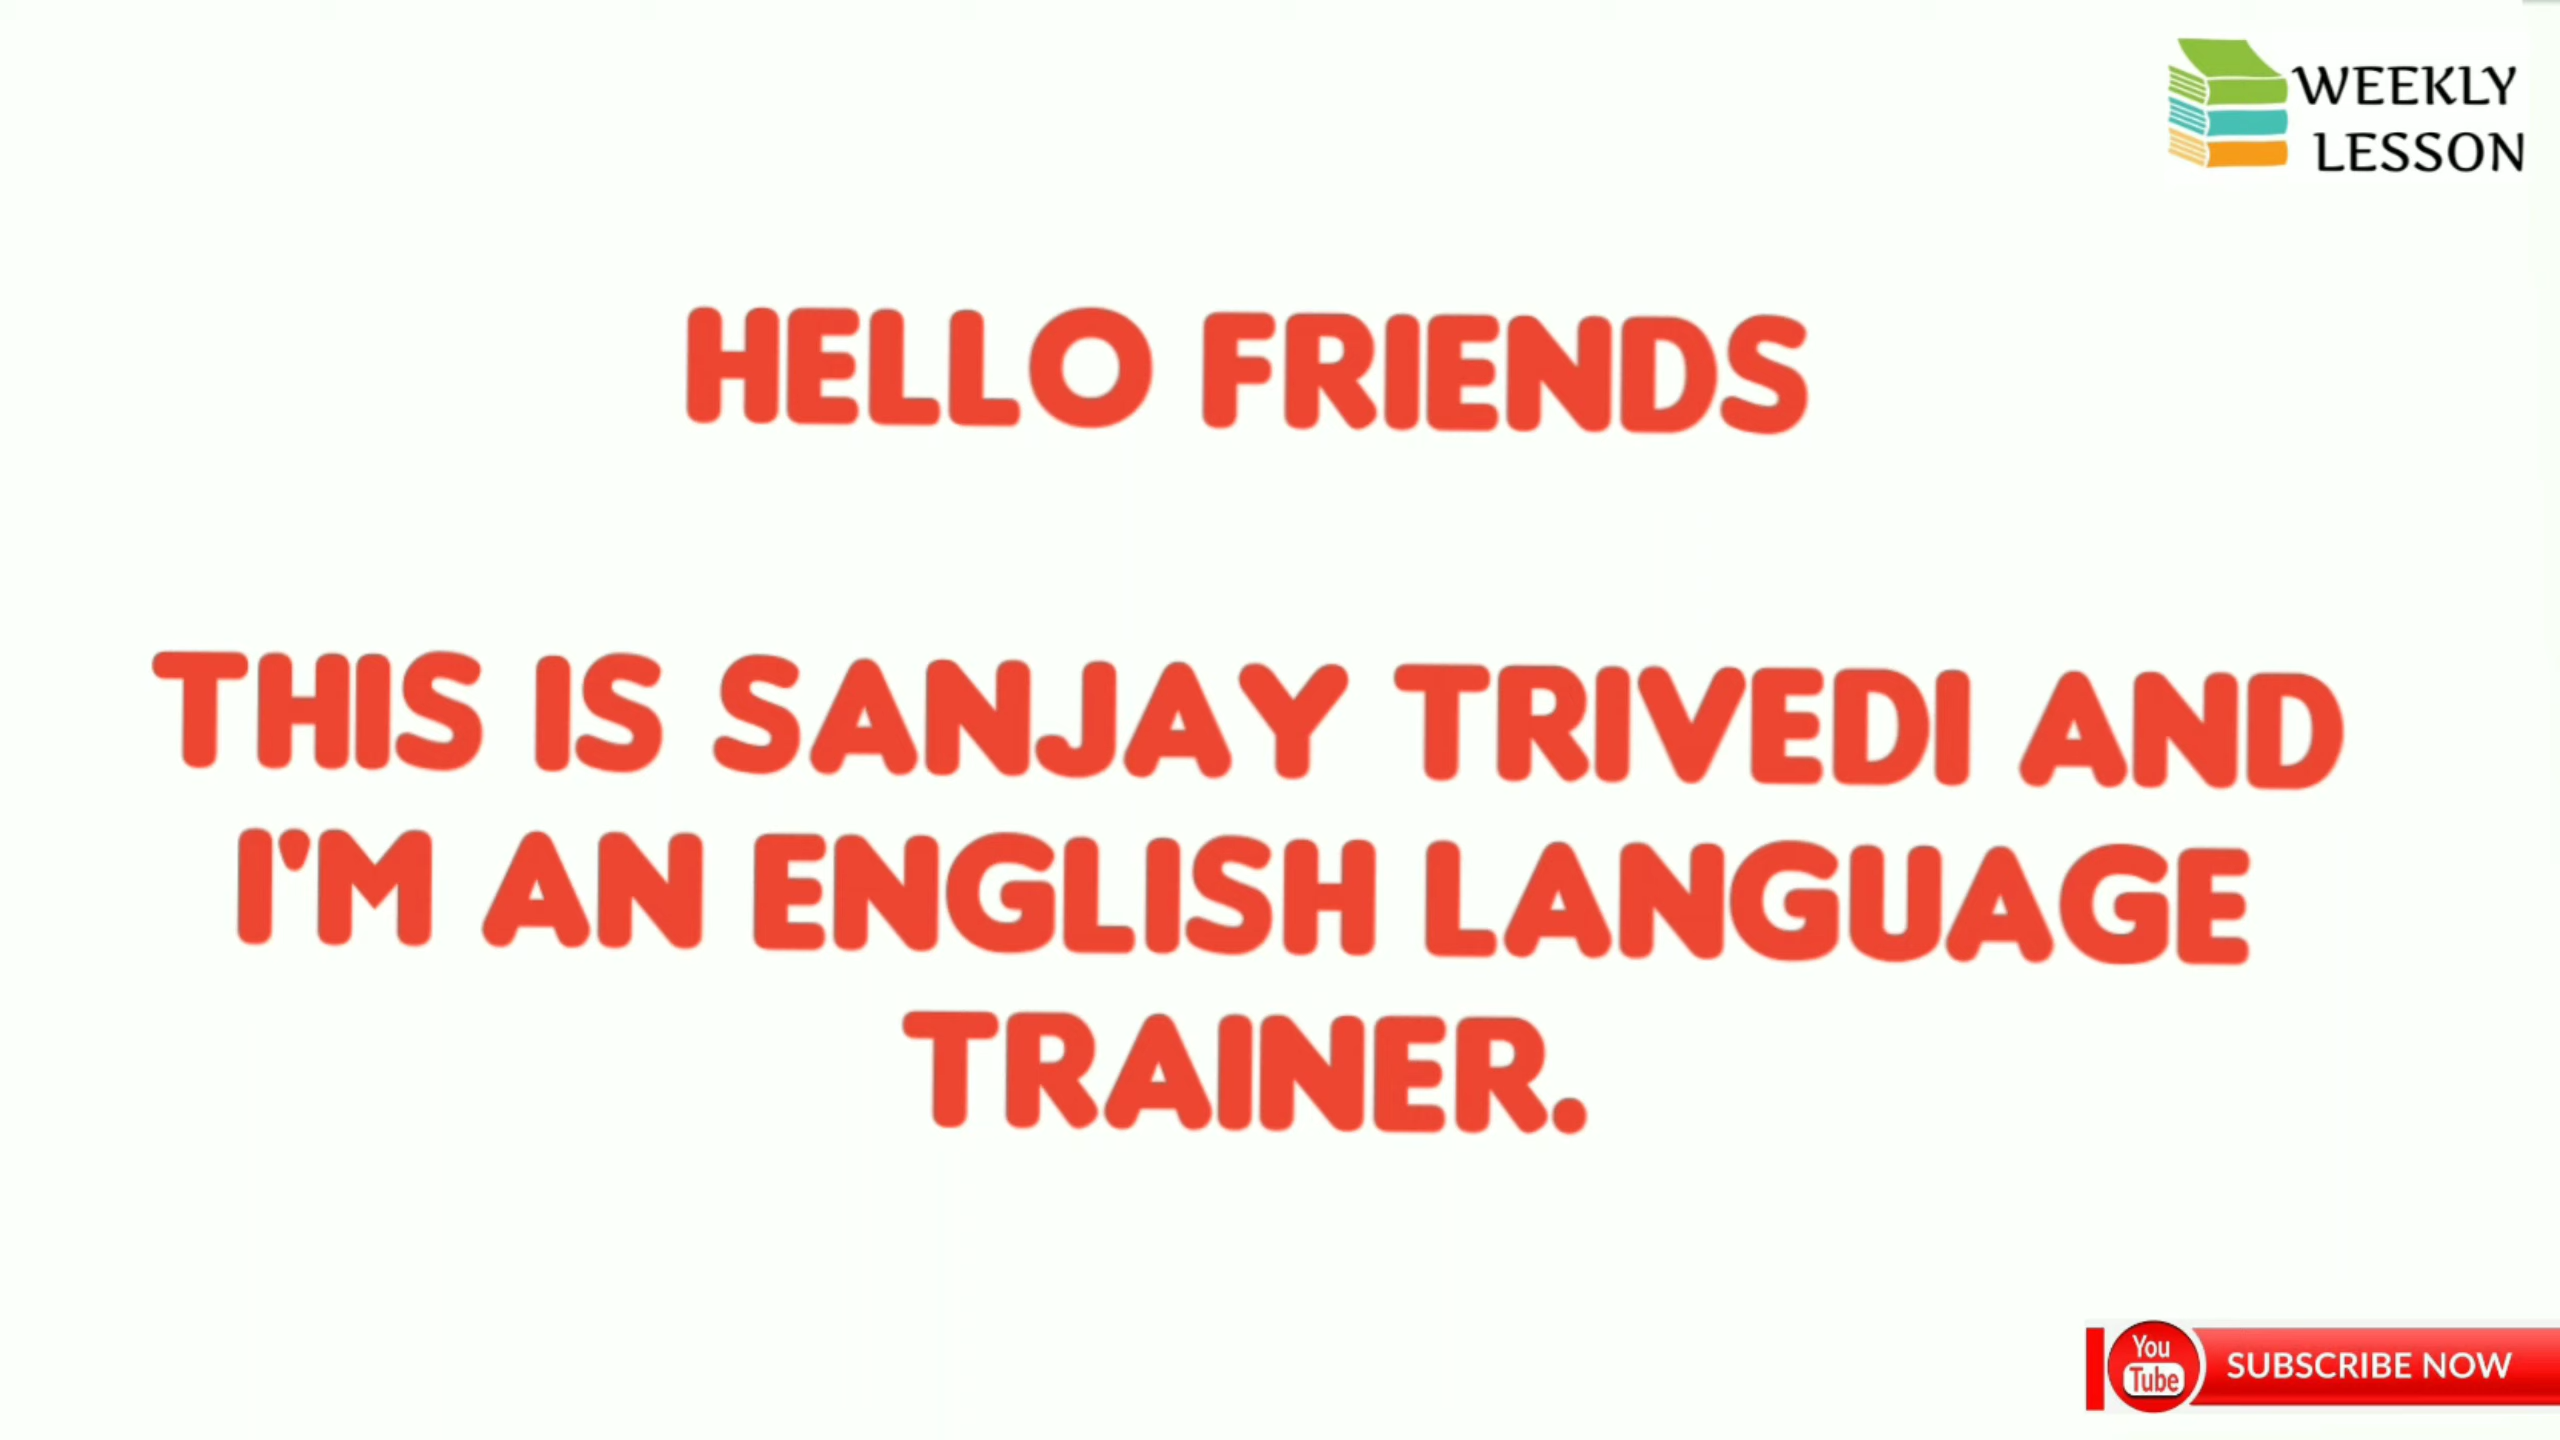 WEEKLY
LESSON
HELLO FRIENDS
THIS IS SANJAY TRIVEDI AND
I'M AN ENGLISH LANGUAGE
TRAINER.
You
Tube
SUBSCRIBE NOW